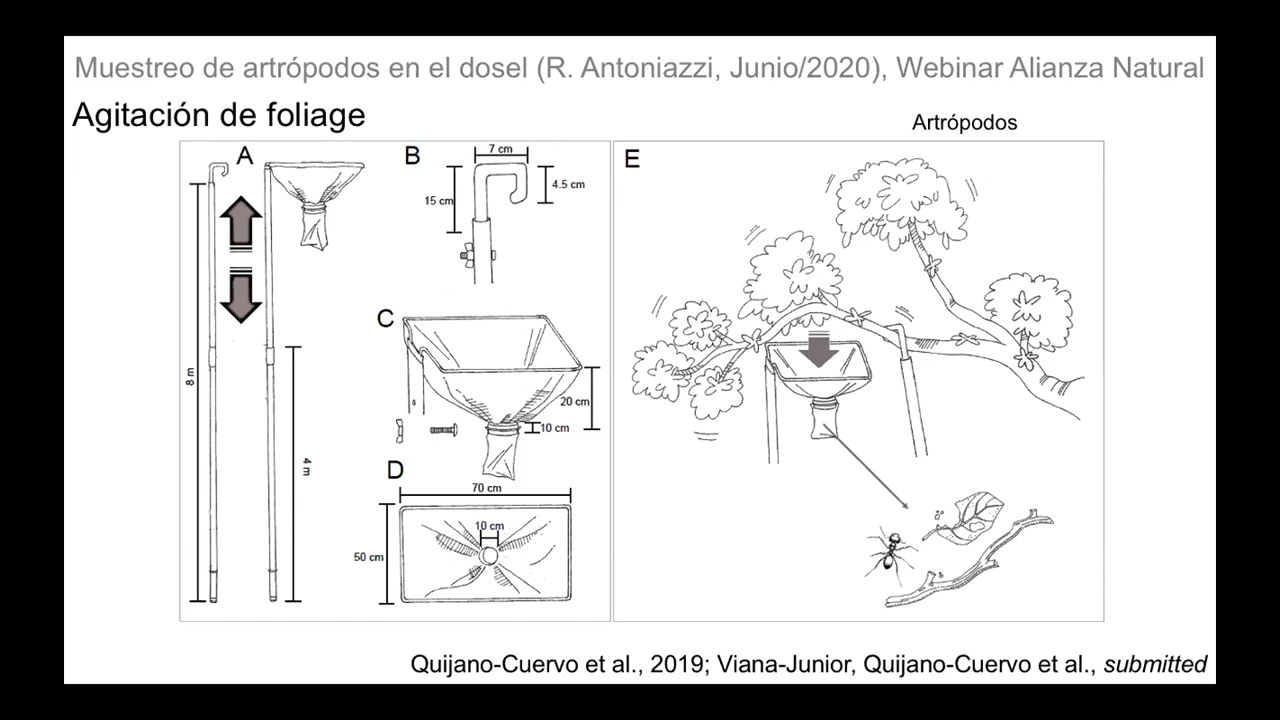 Muestreo de artrópodos en el dosel (R. Antoniazzi, Junio/2020), Webinar Alianza Natural
Agitación de foliage
Artrópodos
A
8 m
4 m
B
7 cm
15 cm
4.5 cm
C
20 cm
10 cm
D
70 cm
10 cm
50 cm
E
Quijano-Cuervo et al., 2019; Viana-Junior, Quijano-Cuervo et al., submitted